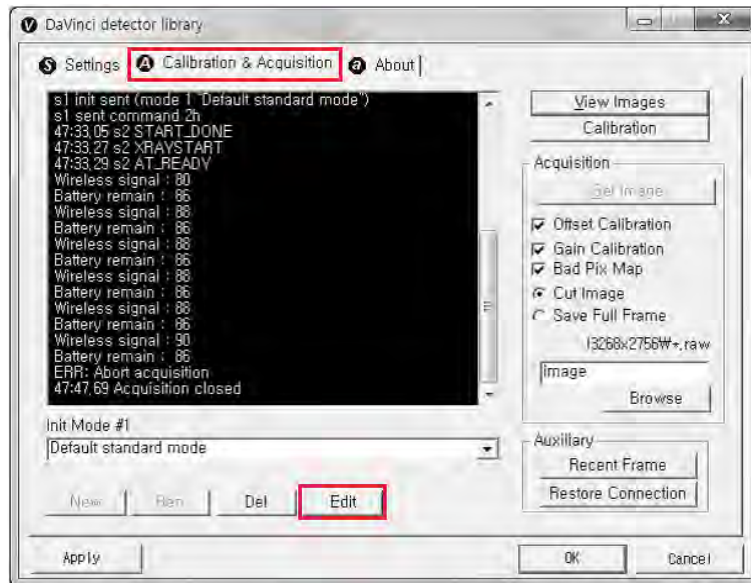 DaVinci detector library
Settings
Calibration & Acquisition
About
s1 init sent (mode 1 "Default standard mode")
s1 sent command 2h
47:33,05 s2 START_DONE
47:33,27 s2 XRAYSTART
47:33,29 s2 AT_READY
Wireless signal : 80
Battery remain : 86
Wireless signal : 88
Battery remain : 86
Wireless signal : 88
Battery remain : 86
Wireless signal : 88
Battery remain : 86
Wireless signal : 88
Battery remain : 86
Wireless signal : 90
Battery remain : 86
ERR: Abort acquisition
47:47,69 Acquisition closed
Init Mode #1
Default standard mode
New
Ren
Del
Edit
View Images
Calibration
Acquisition
Get Image
Offset Calibration
Gain Calibration
Bad Pix Map
Cut Image
Save Full Frame
I3268x2756₩*.raw
image
Browse
Auxiliary
Recent Frame
Restore Connection
Apply
OK
Cancel